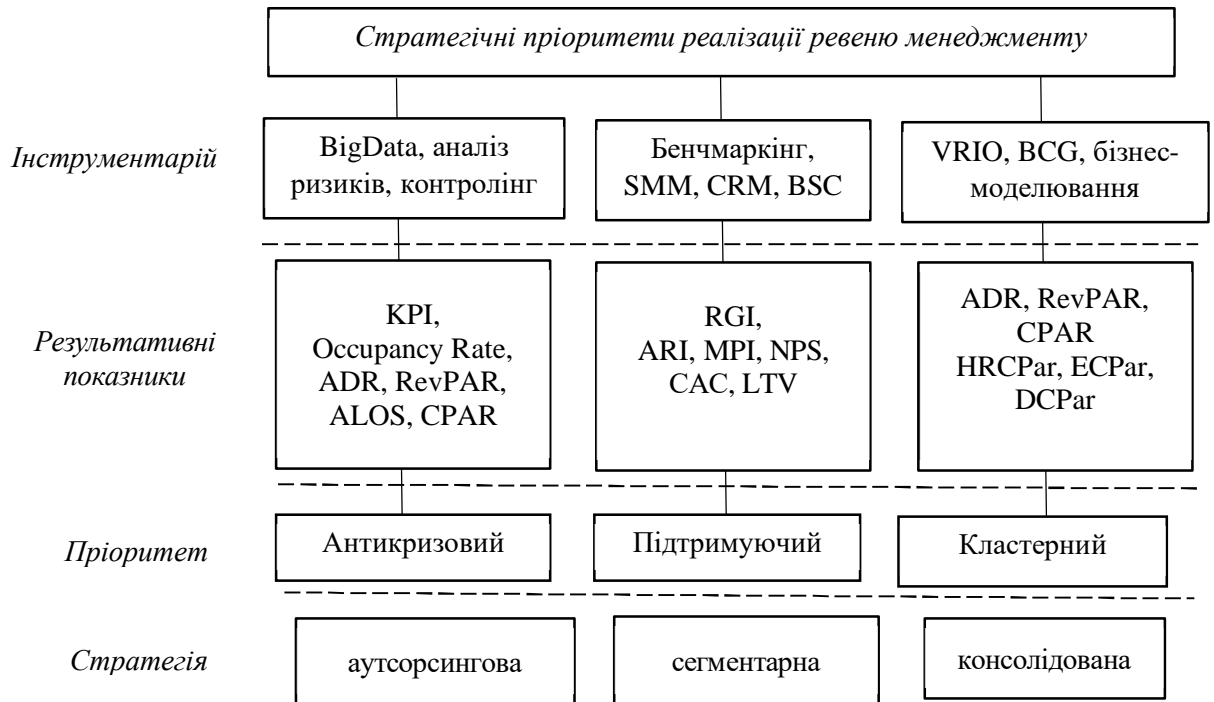 Стратегічні пріоритети реалізації ревеню менеджменту
Інструментарій
BigData, аналіз
ризиків, контролінг
Бенчмаркінг,
SMM, CRM, BSC
VRIO, BCG, бізнес-
моделювання
Результативні
показники
KPI,
Occupancy Rate,
ADR, RevPAR,
ALOS, CPAR
RGI,
ARI, MPI, NPS,
CAC, LTV
ADR, RevPAR,
CPAR
HRCPar, ECPar,
DCPar
Пріоритет
Антикризовий
Підтримуючий
Кластерний
Стратегія
аутсорсингова
сегментарна
консолідована